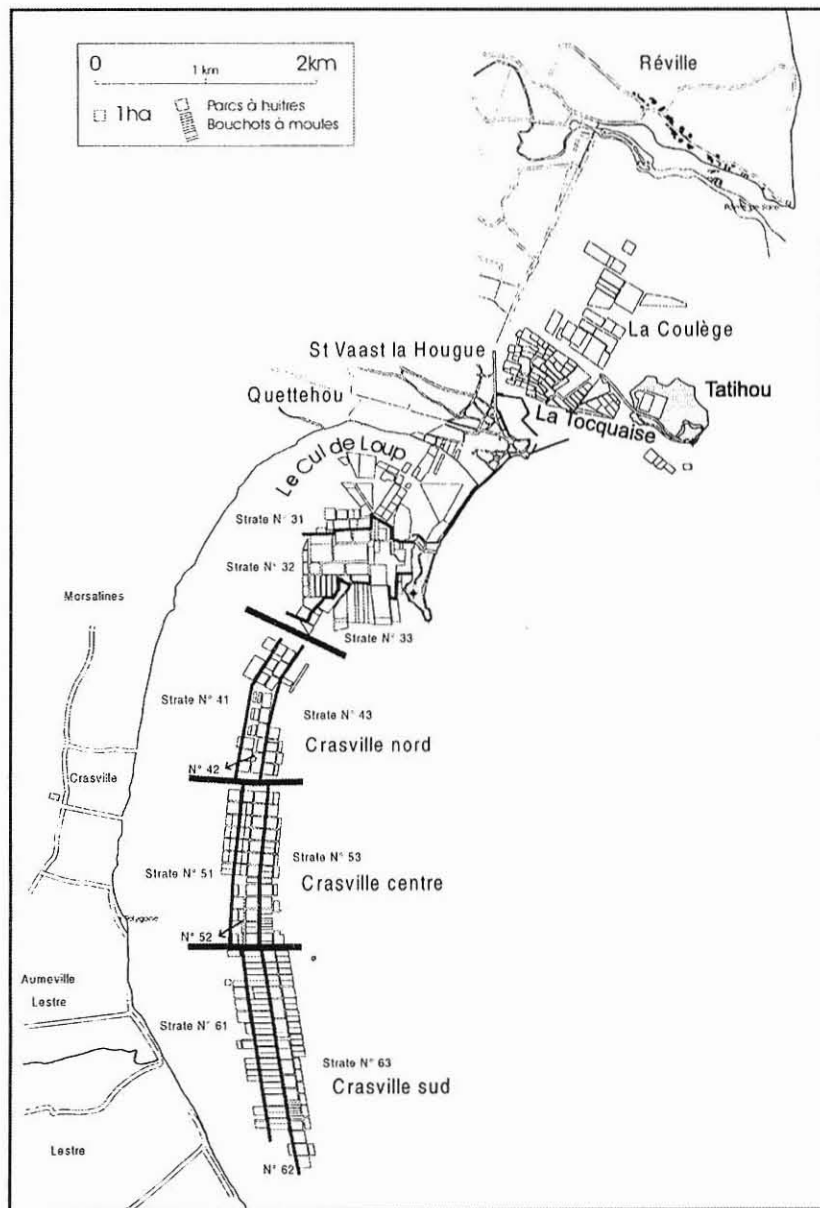 0 1 km 2km
1ha
Parcs à huitres
Bouchots à moules
Réville
La Coulège
St Vaast la Hougue
Tatihou
Quettehou
La Tocquaise
Le Cul de Loup
Strate N° 31
Strate N° 32
Morsalines
Strate N° 33
Strate N° 41
Strate N° 43
Crasville nord
N° 42
Crasville
Strate N° 53
Strate N° 51
Crasville centre
Polygone
N° 52
Aumeville
Lestre
Strate N° 61
Strate N° 63
Crasville sud
Lestre
N° 62